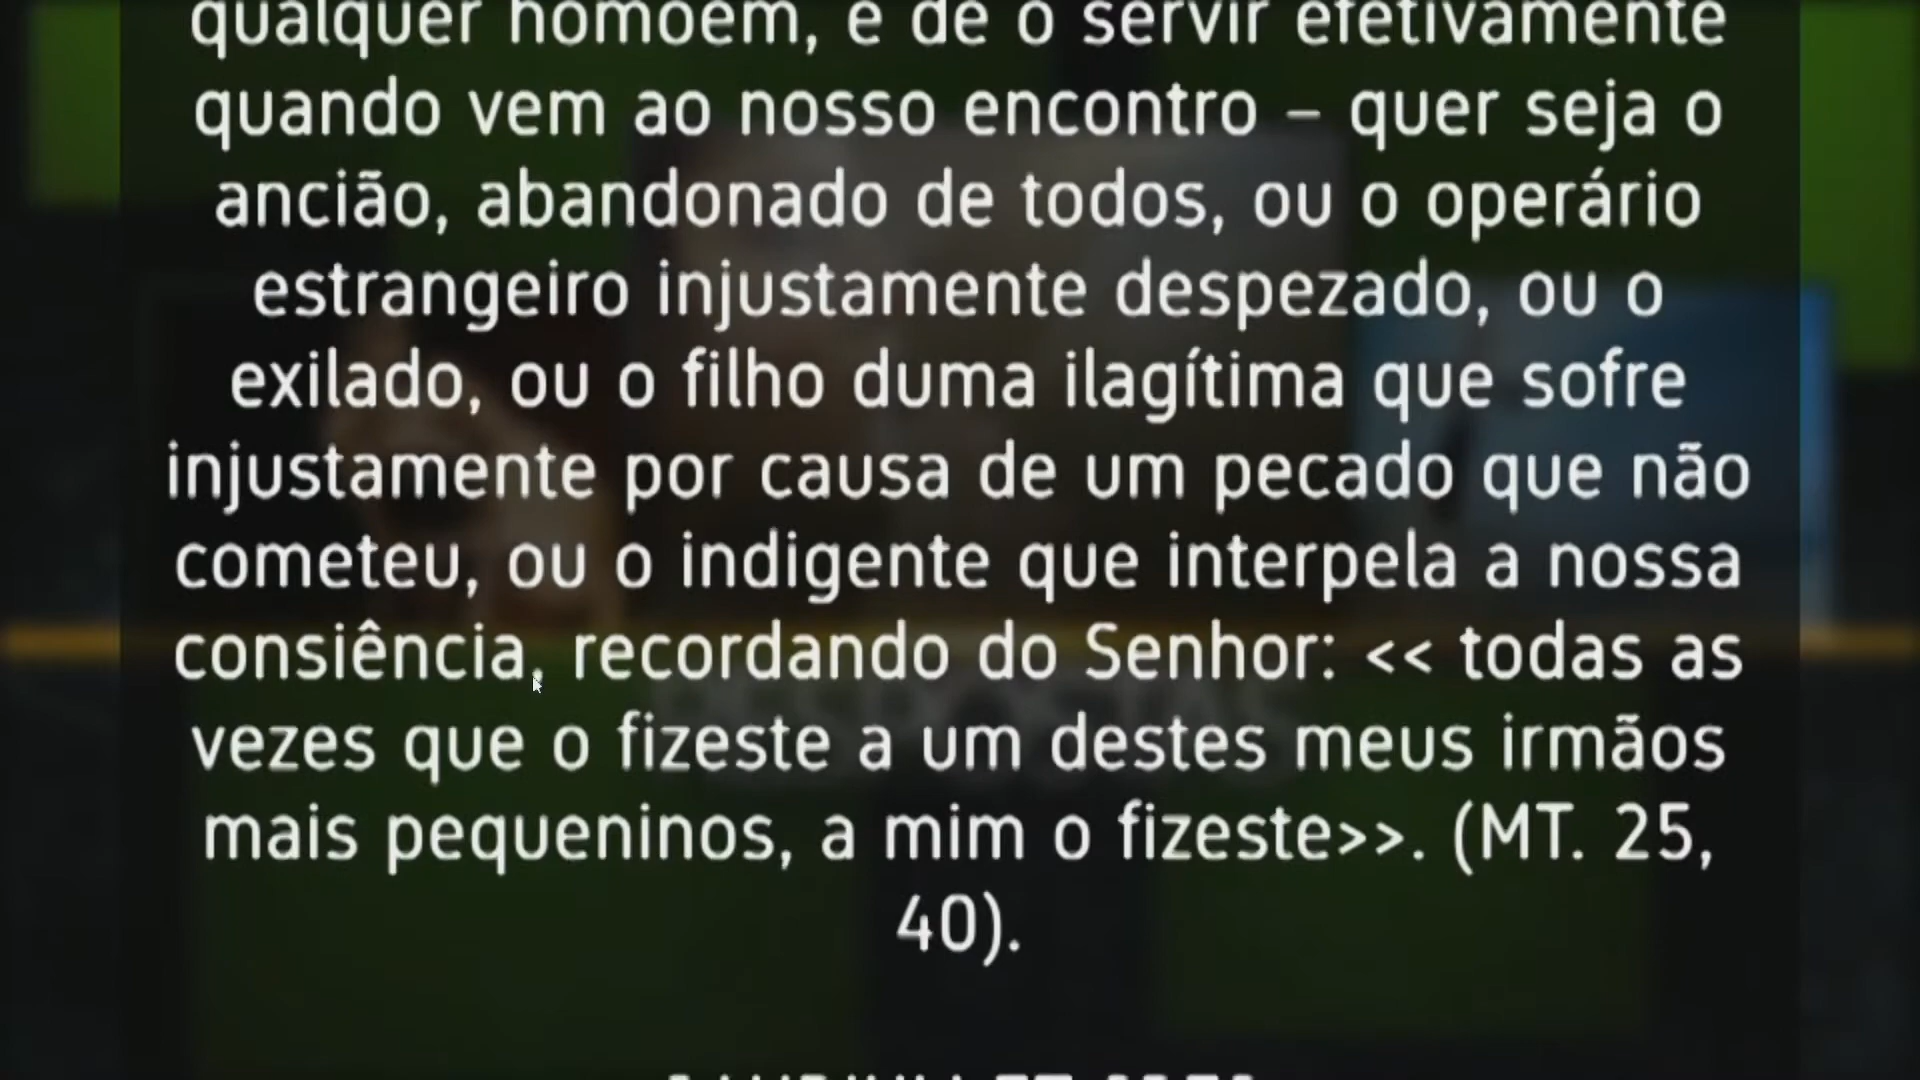 qualquer homoem, e de o servir efetivamente
quando vem ao nosso encontro – quer seja o
ancião, abandonado de todos, ou o operário
estrangeiro injustamente despezado, ou o
exilado, ou o filho duma ilagítima que sofre
injustamente por causa de um pecado que não
cometeu, ou o indigente que interpela a nossa
consiência, recordando do Senhor: << todas as
vezes que o fizeste a um destes meus irmãos
mais pequeninos, a mim o fizeste>>. (MT. 25,
40).